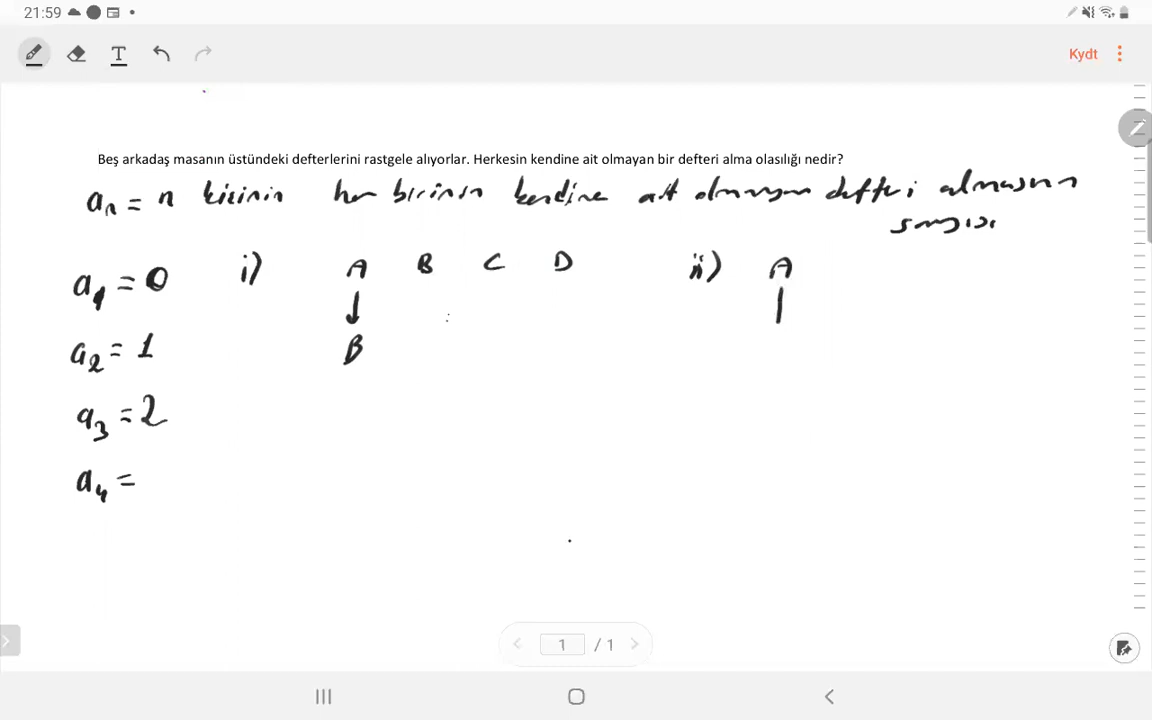 21:59
T
Kydt
Beş arkadaş masanın üstündeki defterlerini rastgele alıyorlar. Herkesin kendine ait olmayan bir defteri alma olasılığı nedir?
aₙ = n kişinin her birinin kendine ait olmayan defteri almasının
sayısı
a₁ = 0 i) A B C D ii) A
↓ |
B
a₂ = 1
a₃ = 2
a₄ =
1 / 1